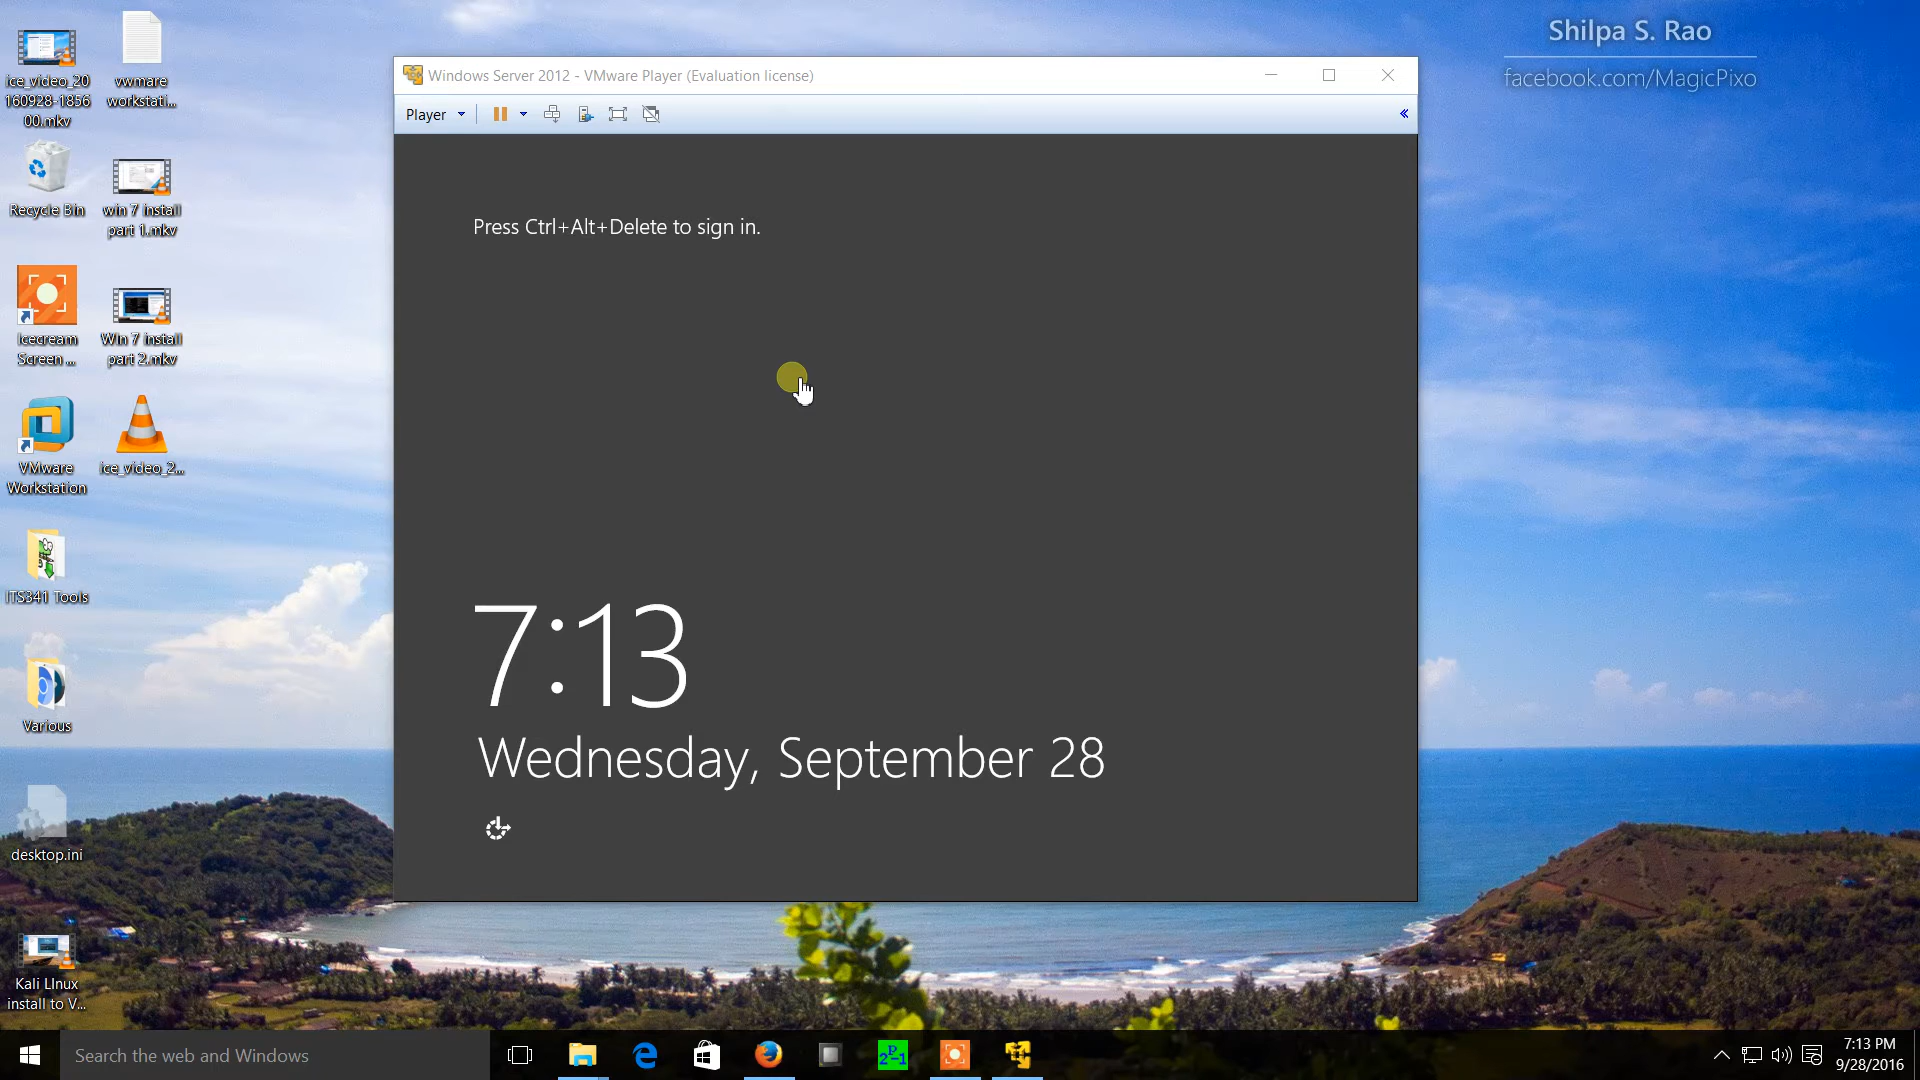 ice_video_20
160928-1856
00.mkv
vwmare
workstati...
Recycle Bin
win 7 install
part 1.mkv
Icecream
Screen ...
WIn 7 install
part 2.mkv
VMware
Workstation
ice_video_2...
ITS341 Tools
Various
desktop.ini
Kali LInux
install to V...
Shilpa S. Rao
facebook.com/MagicPixo
Windows Server 2012 - VMware Player (Evaluation license)
Player
Press Ctrl+Alt+Delete to sign in.
7:13
Wednesday, September 28
Search the web and Windows
2P-1
7:13 PM
9/28/2016